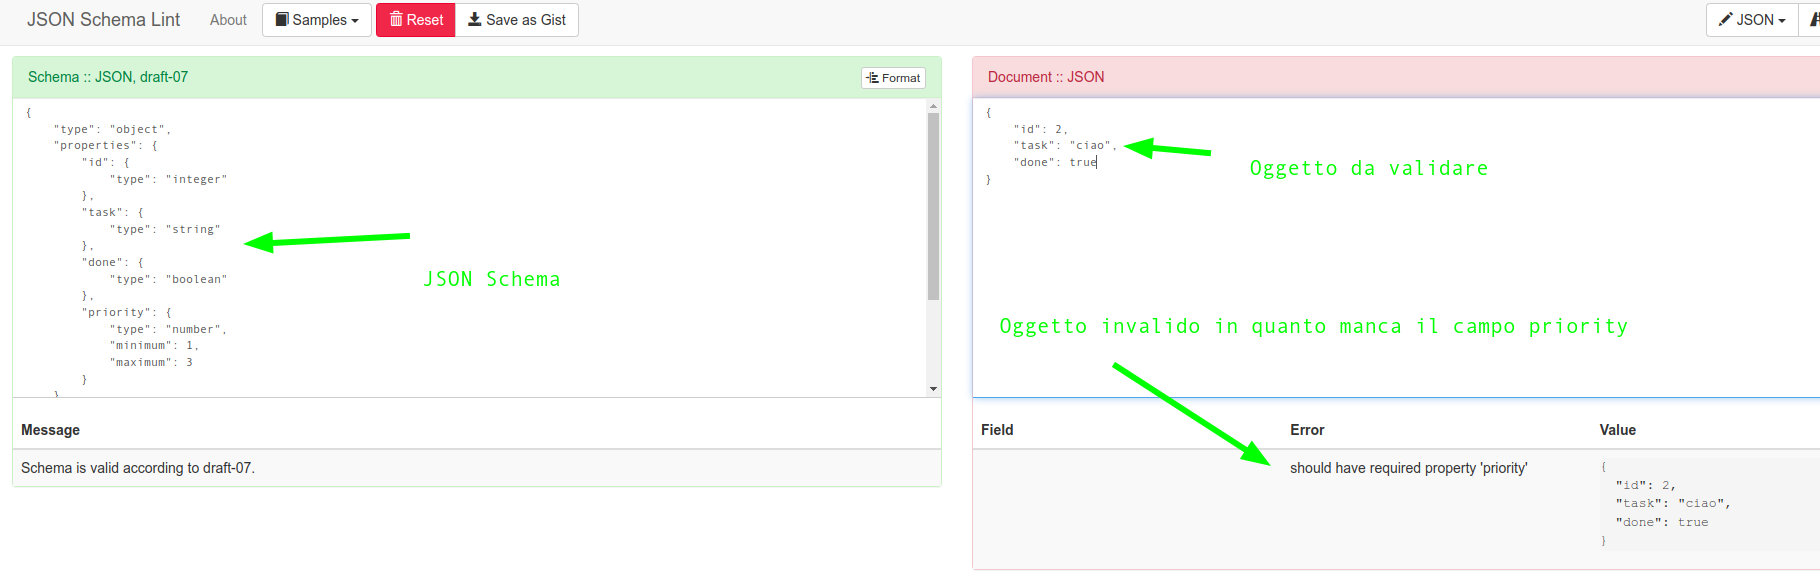 JSON Schema Lint
About
Samples
Reset
Save as Gist
JSON
Schema :: JSON, draft-07
Format
{
    "type": "object",
    "properties": {
        "id": {
            "type": "integer"
        },
        "task": {
            "type": "string"
        },
        "done": {
            "type": "boolean"
        },
        "priority": {
            "type": "number",
            "minimum": 1,
            "maximum": 3
        }
    }
JSON Schema
Message
Schema is valid according to draft-07.
Document :: JSON
{
    "id": 2,
    "task": "ciao",
    "done": true
}
Oggetto da validare
Oggetto invalido in quanto manca il campo priority
Field
Error
Value
should have required property 'priority'
{
  "id": 2,
  "task": "ciao",
  "done": true
}